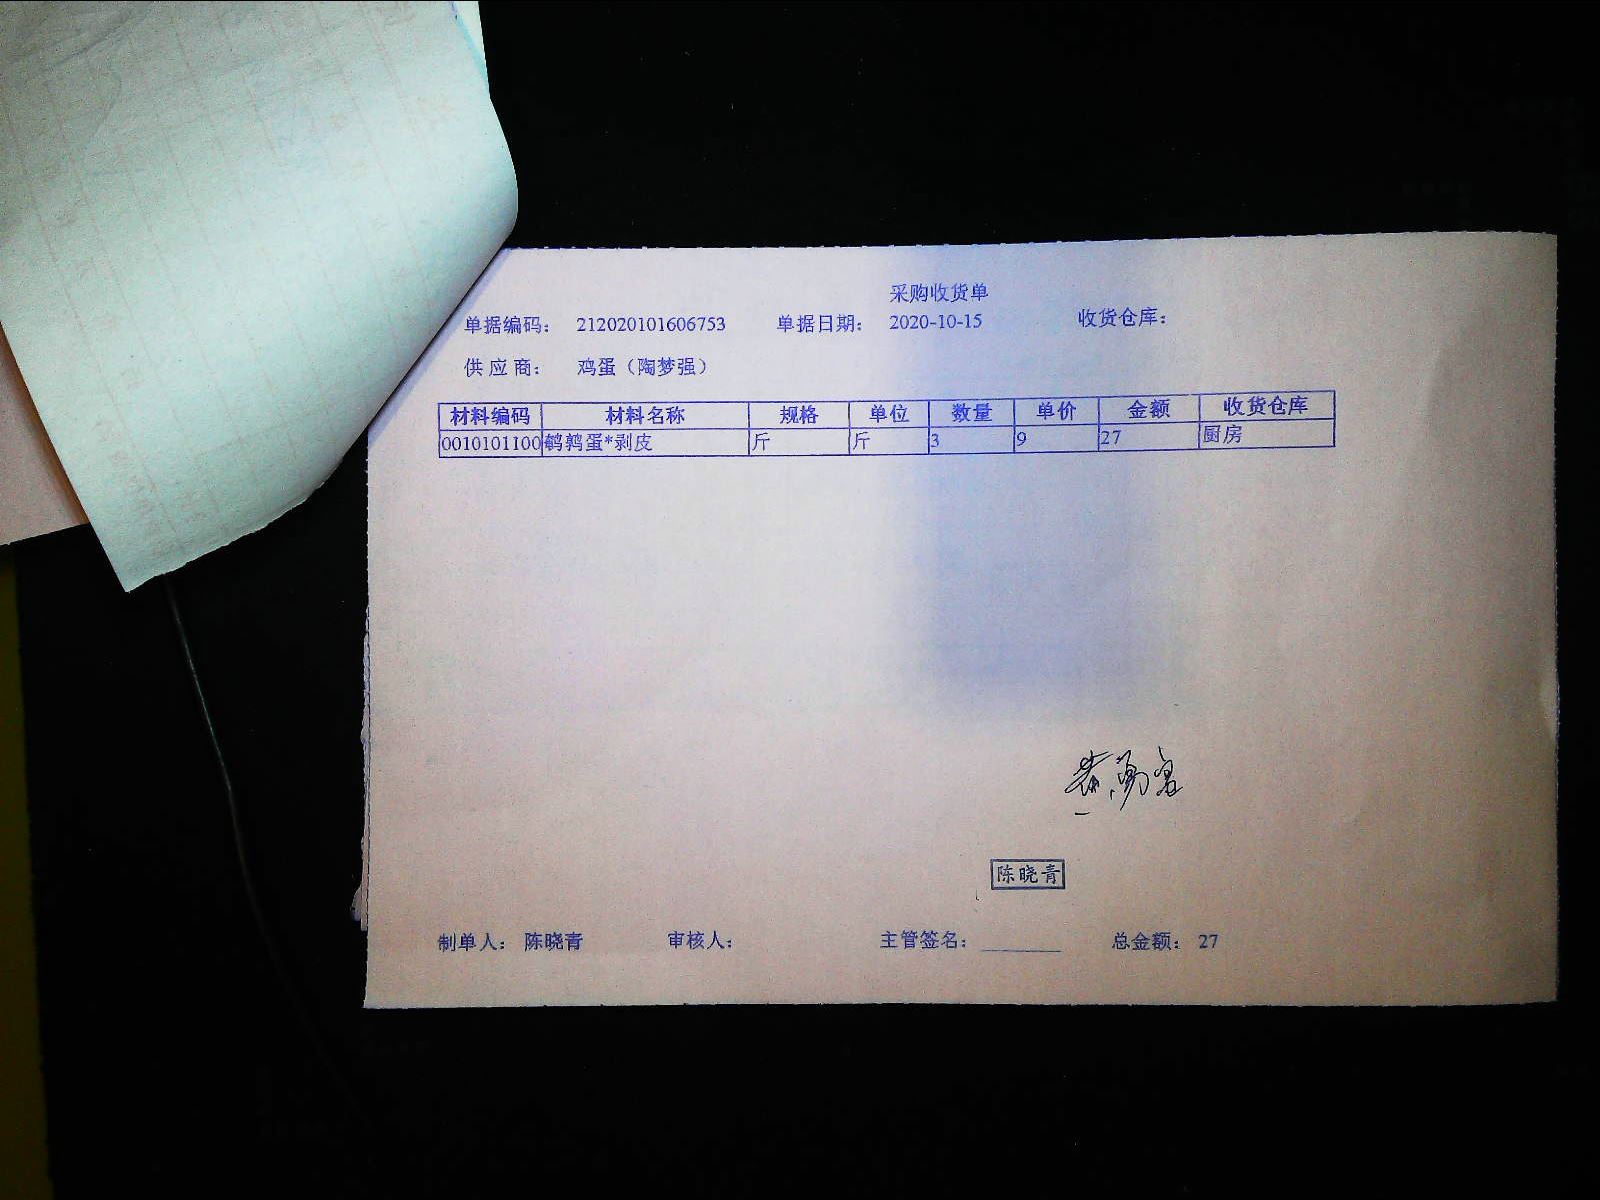 采购收货单
单据编码： 212020101606753 单据日期： 2020-10-15 收货仓库：
供应商： 鸡蛋（陶梦强）
材料编码 材料名称 规格 单位 数量 单价 金额 收货仓库
0010101100 鹌鹑蛋*剥皮 斤 斤 3 9 27 厨房
陈晓青
制单人： 陈晓青 审核人： 主管签名： ________ 总金额： 27